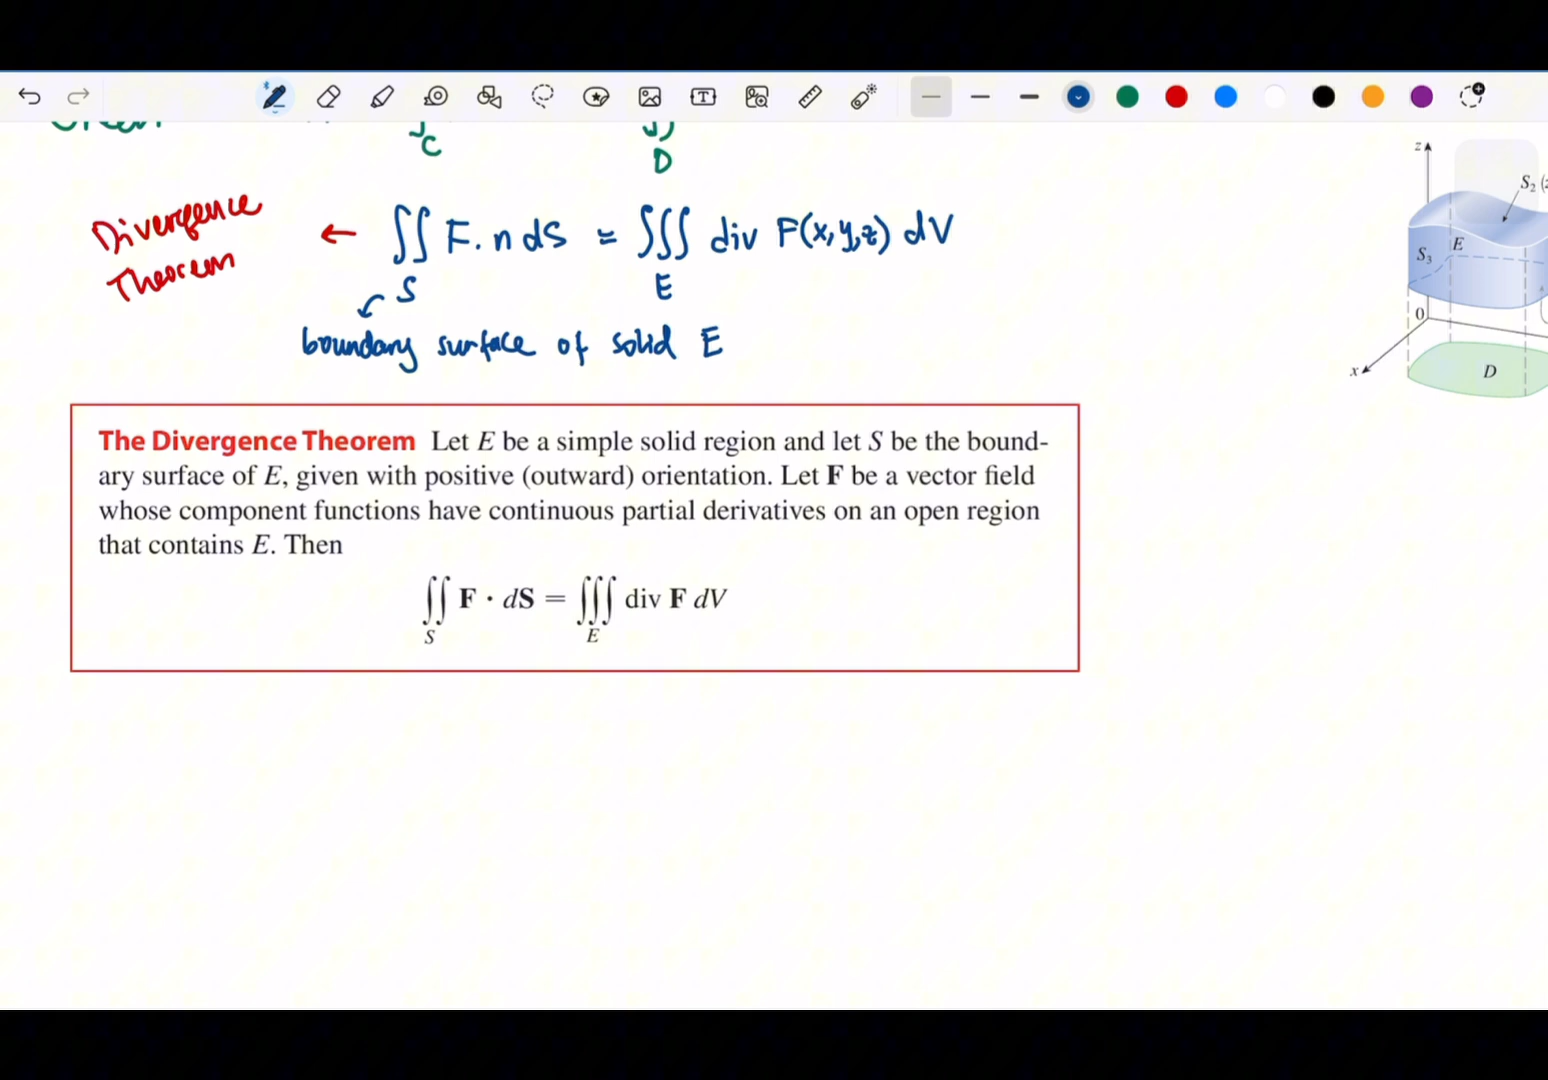 C
D
Divergence
Theorem
← ∬ F. n dS = ∭ div F(x,y,z) dV
S
E
boundary surface of solid E
The Divergence Theorem Let E be a simple solid region and let S be the bound-
ary surface of E, given with positive (outward) orientation. Let F be a vector field
whose component functions have continuous partial derivatives on an open region
that contains E. Then
∬ F · dS = ∭ div F dV
S
E
z
S₂
E
S₃
0
x
D
T